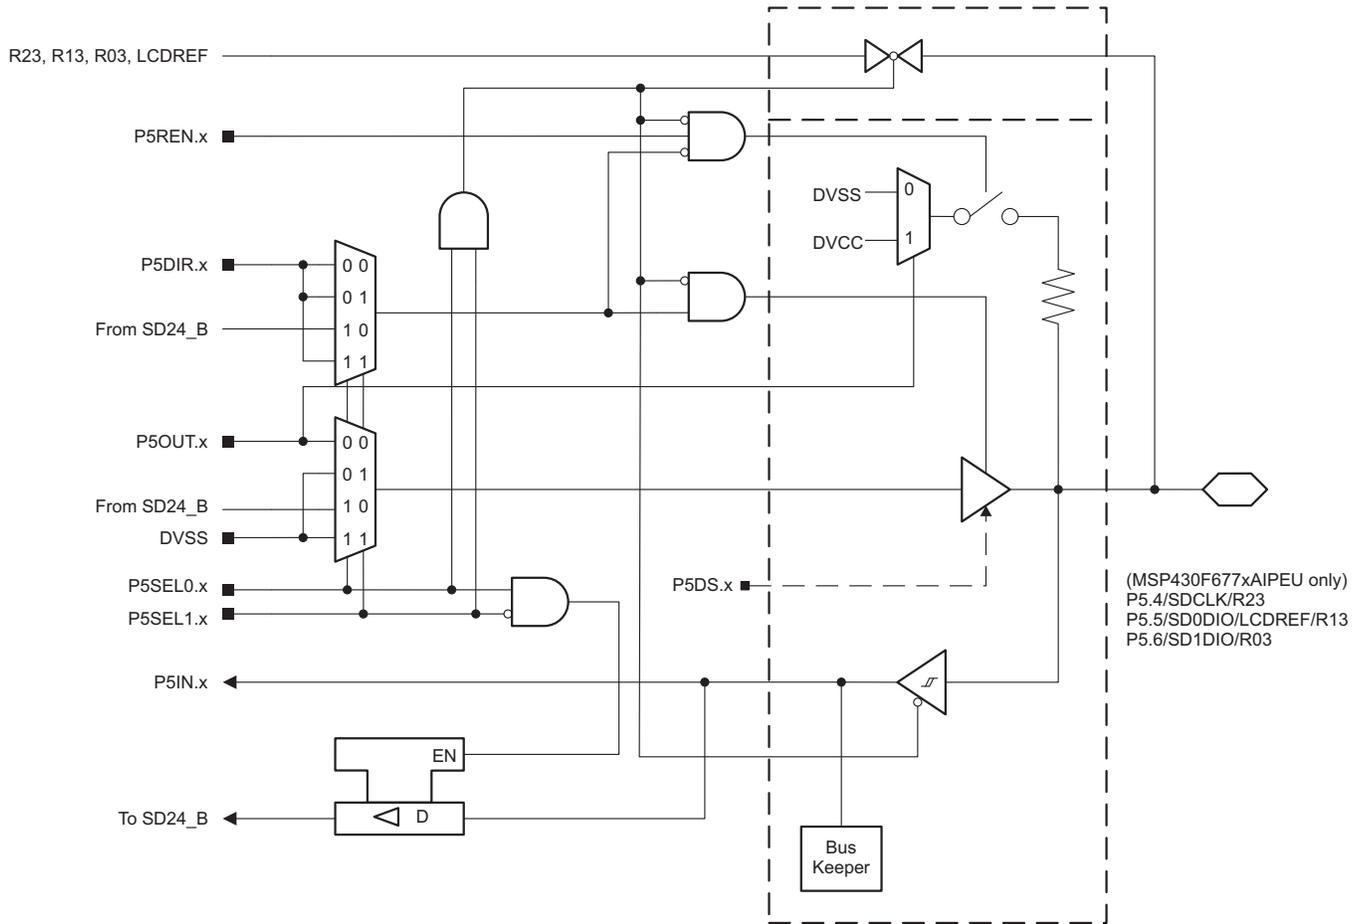 R23, R13, R03, LCDREF
P5REN.x
DVSS
0
DVCC
1
P5DIR.x
0 0
0 1
From SD24_B
1 0
1 1
P5OUT.x
0 0
0 1
From SD24_B
1 0
DVSS
1 1
P5SEL0.x
P5SEL1.x
P5DS.x
(MSP430F677xAIPEU only)
P5.4/SDCLK/R23
P5.5/SD0DIO/LCDREF/R13
P5.6/SD1DIO/R03
P5IN.x
EN
To SD24_B
D
Bus
Keeper